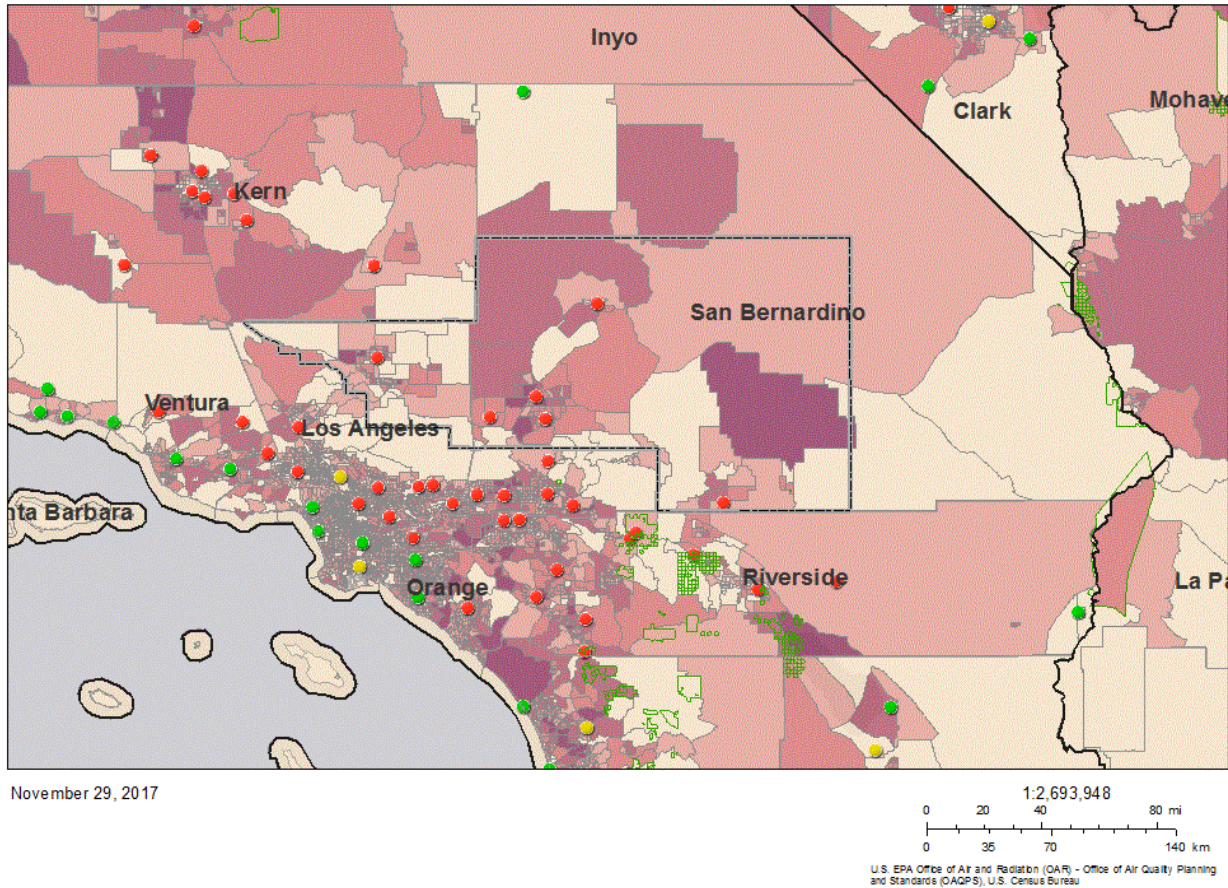 Inyo
Clark
Mohav
Kern
San Bernardino
Ventura
Los Angeles
nta Barbara
Orange
Riverside
La Pa
November 29, 2017
1:2,693,948
0 20 40 80 mi
0 35 70 140 km
U.S. EPA Office of Air and Radiation (OAR) - Office of Air Quality Planning
and Standards (OAQPS), U.S. Census Bureau